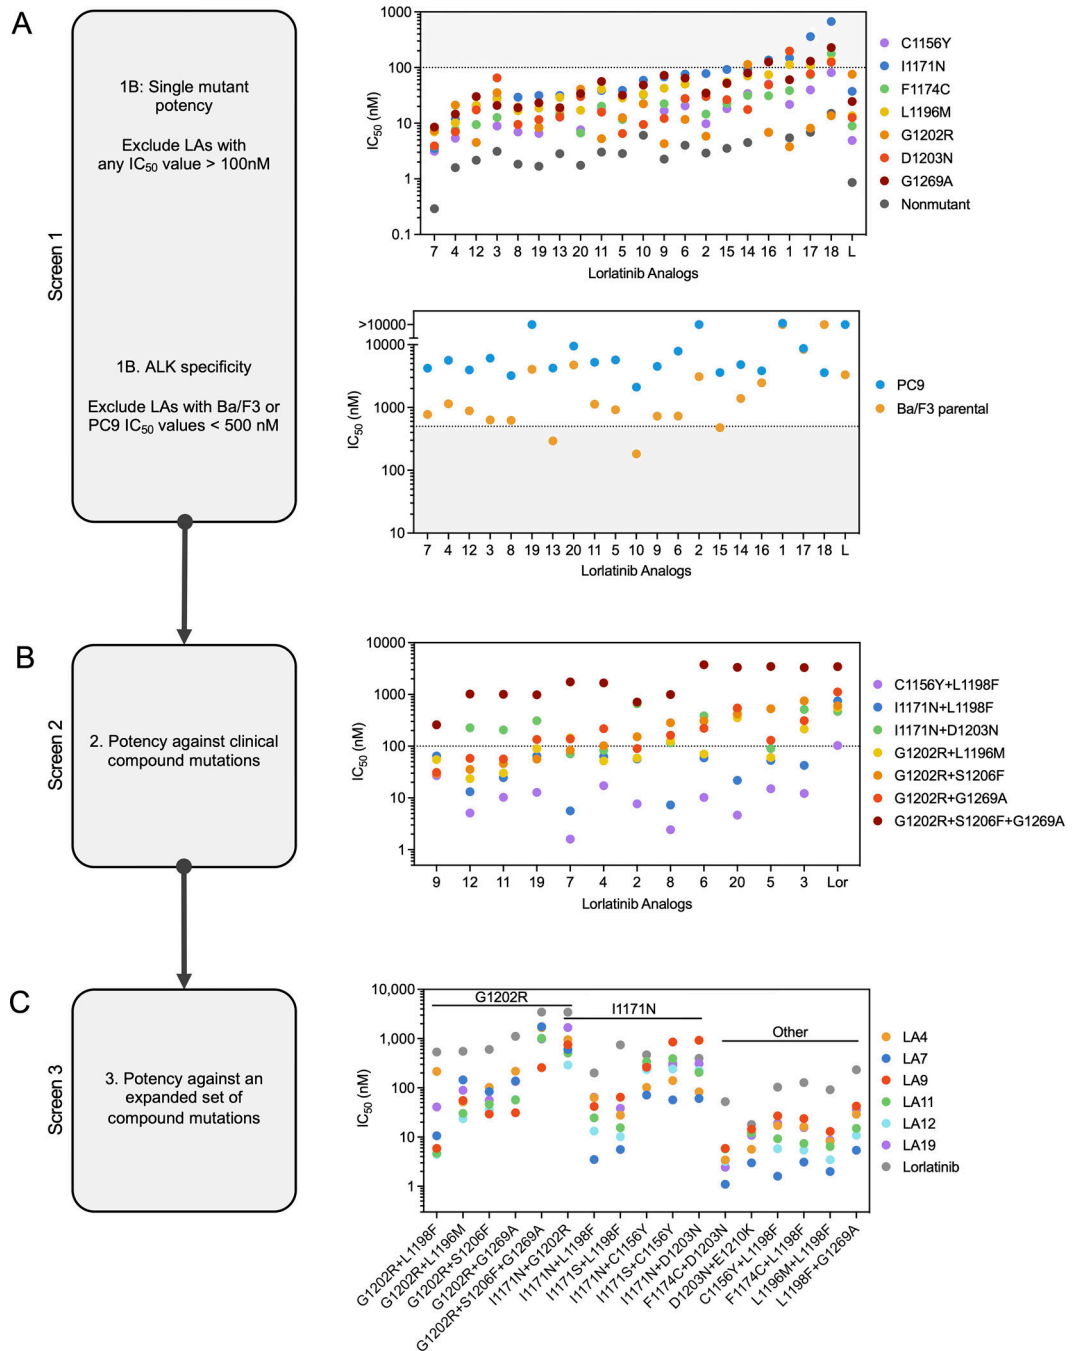 A
Screen 1
1B: Single mutant
potency
Exclude LAs with
any IC50 value > 100nM
1B. ALK specificity
Exclude LAs with Ba/F3 or
PC9 IC50 values < 500 nM
IC50 (nM)
1000
100
10
1
0.1
7 4 12 3 8 19 13 20 11 5 10 9 6 2 15 14 16 1 17 18 L
Lorlatinib Analogs
C1156Y
I1171N
F1174C
L1196M
G1202R
D1203N
G1269A
Nonmutant
IC50 (nM)
>10000
10000
1000
100
10
7 4 12 3 8 19 13 20 11 5 10 9 6 2 15 14 16 1 17 18 L
Lorlatinib Analogs
PC9
Ba/F3 parental
B
Screen 2
2. Potency against clinical
compound mutations
IC50 (nM)
10000
1000
100
10
1
9 12 11 19 7 4 2 8 6 20 5 3 Lor
Lorlatinib Analogs
C1156Y+L1198F
I1171N+L1198F
I1171N+D1203N
G1202R+L1196M
G1202R+S1206F
G1202R+G1269A
G1202R+S1206F+G1269A
C
Screen 3
3. Potency against an
expanded set of
compound mutations
IC50 (nM)
10,000
1,000
100
10
1
G1202R
I1171N
Other
G1202R+L1198F
G1202R+L1196M
G1202R+S1206F
G1202R+G1269A
G1202R+S1206F+G1269A
I1171N+G1202R
I1171N+L1198F
I1171S+L1198F
I1171N+C1156Y
I1171S+C1156Y
I1171N+D1203N
F1174C+D1203N
D1203N+E1210K
C1156Y+L1198F
F1174C+L1198F
L1196M+L1198F
L1198F+G1269A
LA4
LA7
LA9
LA11
LA12
LA19
Lorlatinib